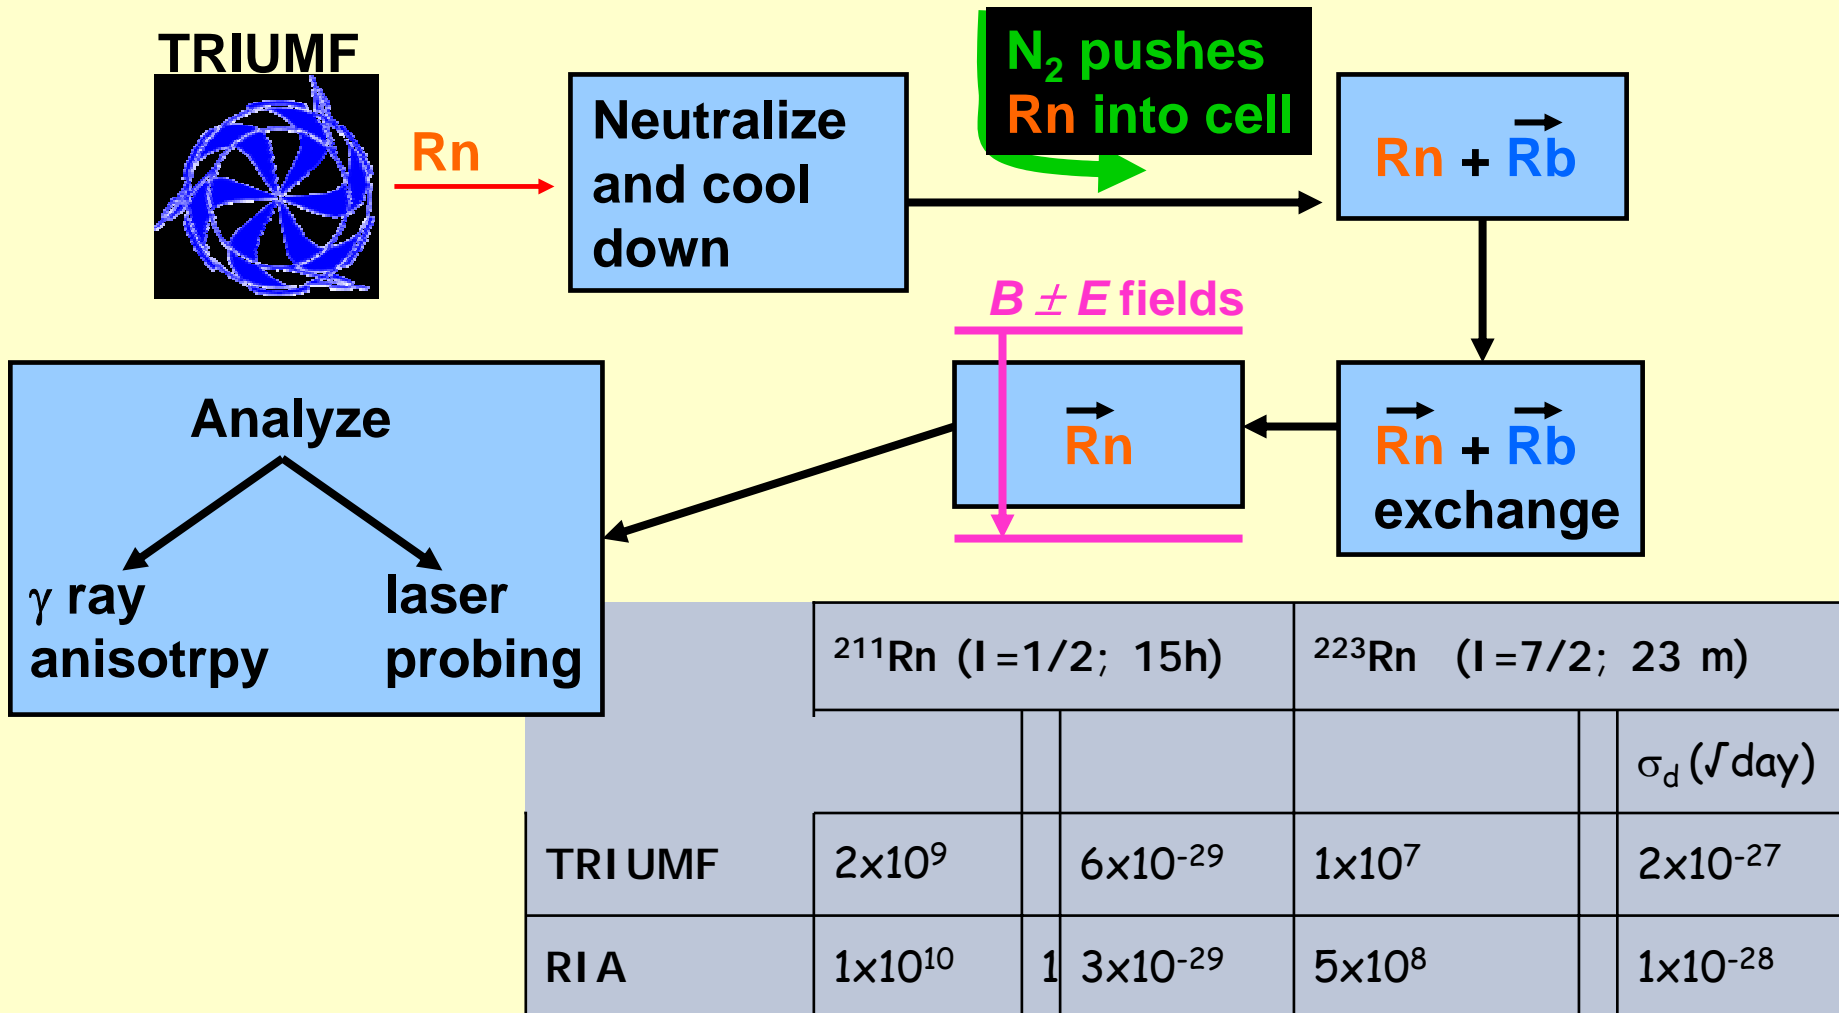 TRIUMF
Rn
Neutralize
and cool
down
N₂ pushes
Rn into cell
Rn + Rb
B ± E fields
Rn + Rb
exchange
Rn
Analyze
γ ray
anisotrpy
laser
probing
²¹¹Rn (I=1/2; 15h) ²²³Rn (I=7/2; 23 m)
σd (√day)
TRIUMF 2x10⁹ 6x10⁻²⁹ 1x10⁷ 2x10⁻²⁷
RIA 1x10¹⁰ 1 3x10⁻²⁹ 5x10⁸ 1x10⁻²⁸